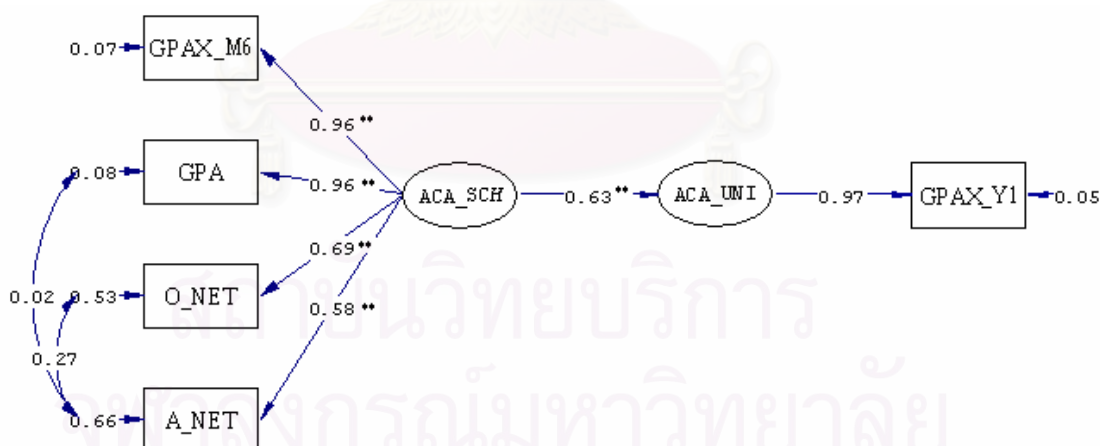 0.07 GPAX_M6
0.96 **
0.08 GPA
0.96 **
ACA_SCH 0.63 ** ACA_UNI 0.97 GPAX_Y1 0.05
0.69 **
0.02 0.53 O_NET
0.58 **
สถาบันวิทยบริการ
0.27
0.66 A_NET
จุฬาลงกรณ์มหาวิทยาลัย